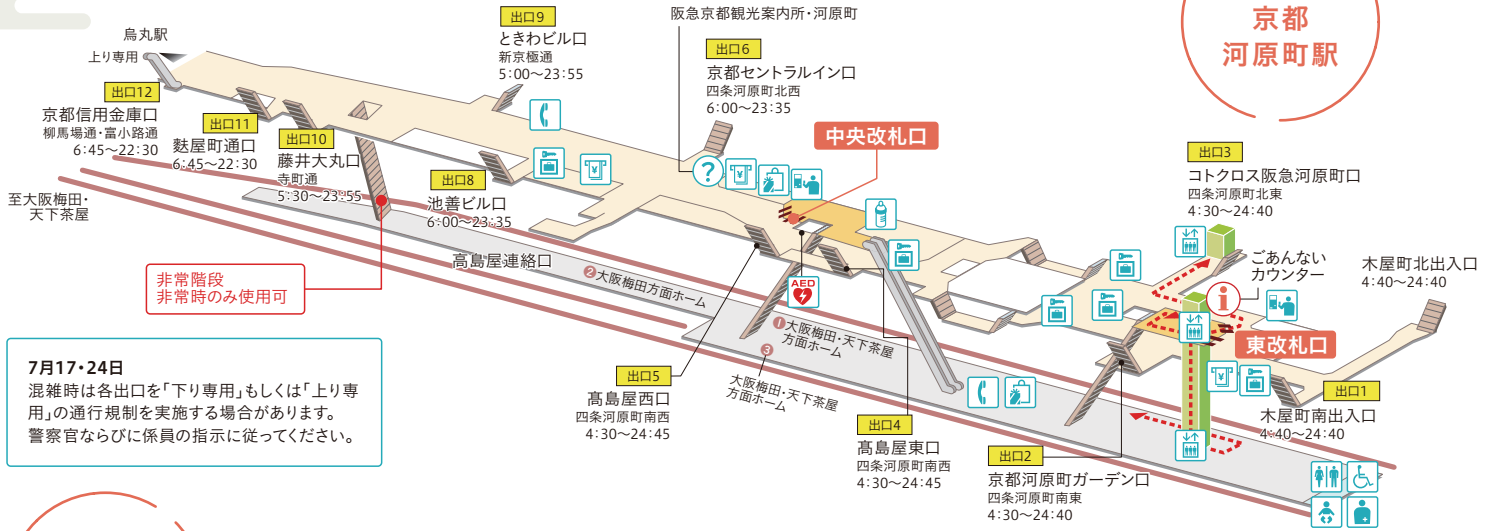 京都
河原町駅
阪急京都観光案内所・河原町
烏丸駅
上り専用
出口12
京都信用金庫口
柳馬場通・富小路通
6:45〜22:30
出口11
麩屋町通口
6:45〜22:30
出口10
藤井大丸口
寺町通
5:30〜23:55
出口9
ときわビル口
新京極通
5:00〜23:55
出口8
池善ビル口
6:00〜23:35
出口6
京都セントラルイン口
四条河原町北西
6:00〜23:35
?
¥
¥
中央改札口
AED
出口3
コトクロス阪急河原町口
四条河原町北東
4:30〜24:40
ごあんない
カウンター
i
木屋町北出入口
4:40〜24:40
東改札口
¥
出口1
木屋町南出入口
4:40〜24:40
至大阪梅田・
天下茶屋
高島屋連絡口
非常階段
非常時のみ使用可
❷大阪梅田方面ホーム
❶大阪梅田・天下茶屋
方面ホーム
❸
大阪梅田・天下茶屋
方面ホーム
出口5
髙島屋西口
四条河原町南西
4:30〜24:45
出口4
髙島屋東口
四条河原町南西
4:30〜24:45
出口2
京都河原町ガーデン口
四条河原町南東
4:30〜24:40
7月17・24日
混雑時は各出口を「下り専用」もしくは「上り専
用」の通行規制を実施する場合があります。
警察官ならびに係員の指示に従ってください。